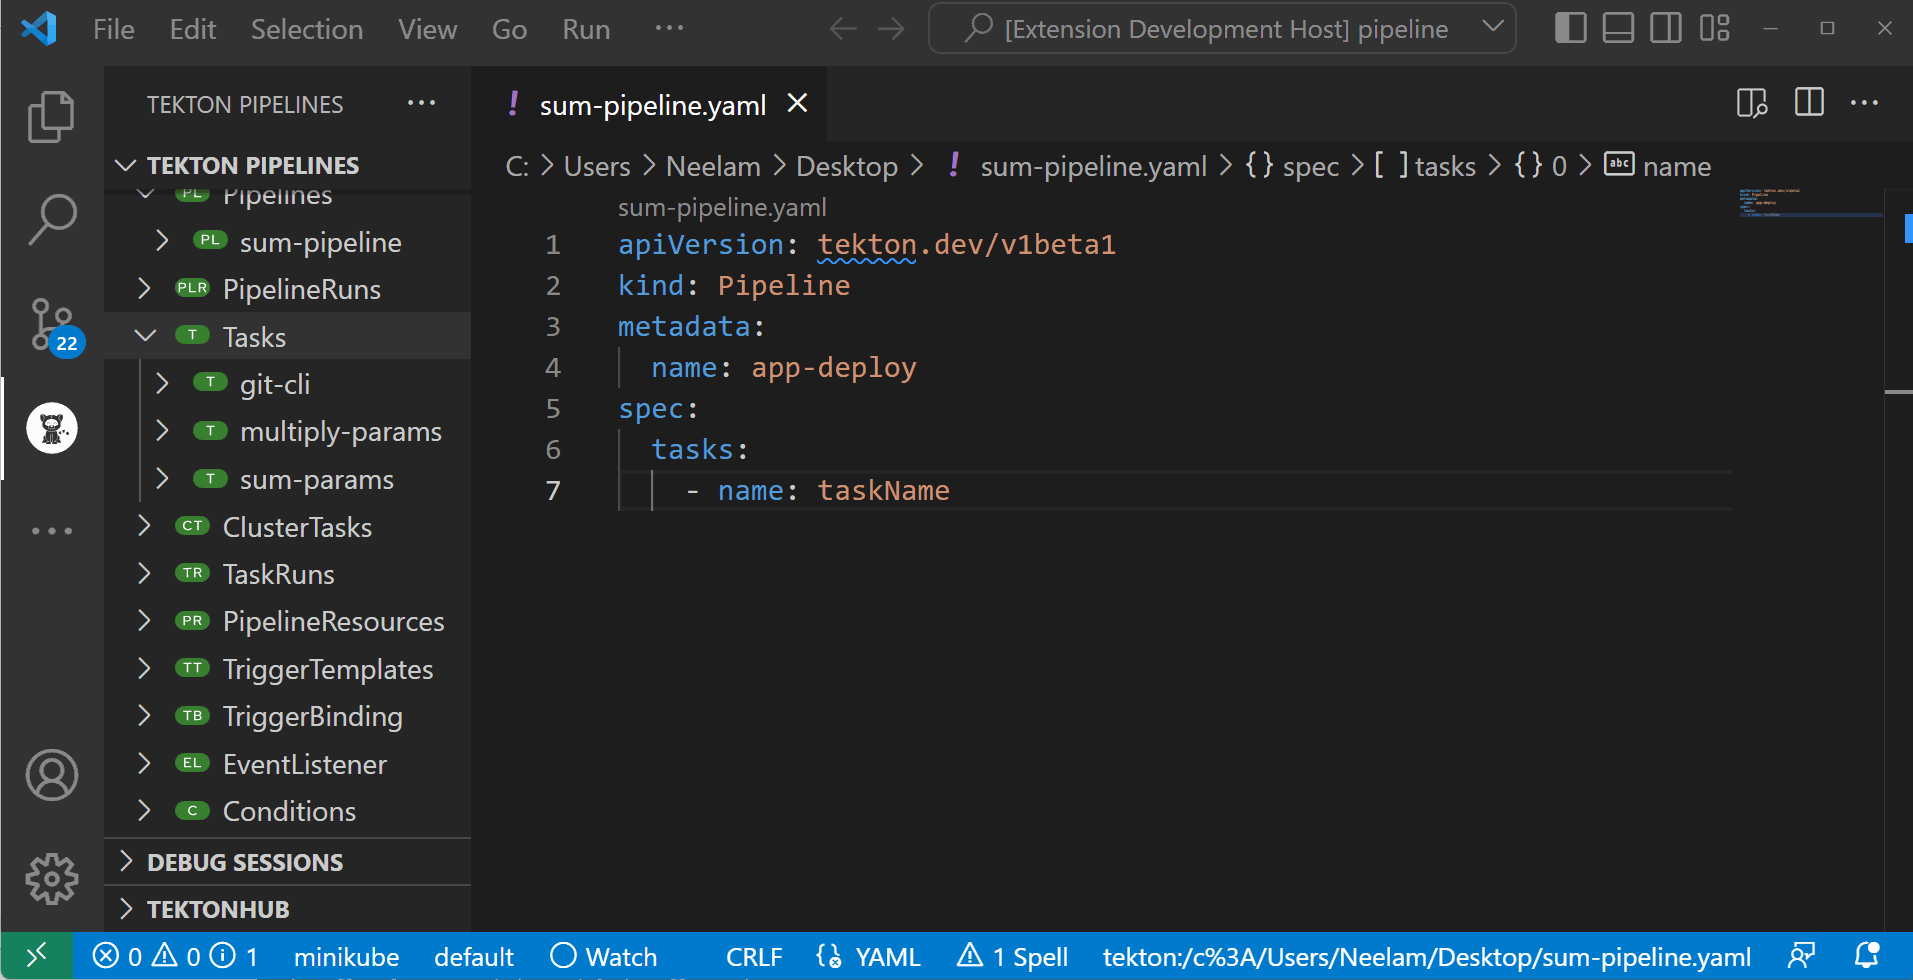 File Edit Selection View Go Run ···
[Extension Development Host] pipeline
TEKTON PIPELINES ···
TEKTON PIPELINES
PL Pipelines
PL sum-pipeline
PLR PipelineRuns
T Tasks
T git-cli
T multiply-params
T sum-params
CT ClusterTasks
TR TaskRuns
PR PipelineResources
TT TriggerTemplates
TB TriggerBinding
EL EventListener
C Conditions
DEBUG SESSIONS
TEKTONHUB
22
! sum-pipeline.yaml
C: > Users > Neelam > Desktop > ! sum-pipeline.yaml > {} spec > [ ] tasks > {} 0 > abc name
sum-pipeline.yaml
1 apiVersion: tekton.dev/v1beta1
2 kind: Pipeline
3 metadata:
4 name: app-deploy
5 spec:
6 tasks:
7 - name: taskName
0 0 1 minikube default Watch CRLF YAML 1 Spell tekton:/c%3A/Users/Neelam/Desktop/sum-pipeline.yaml